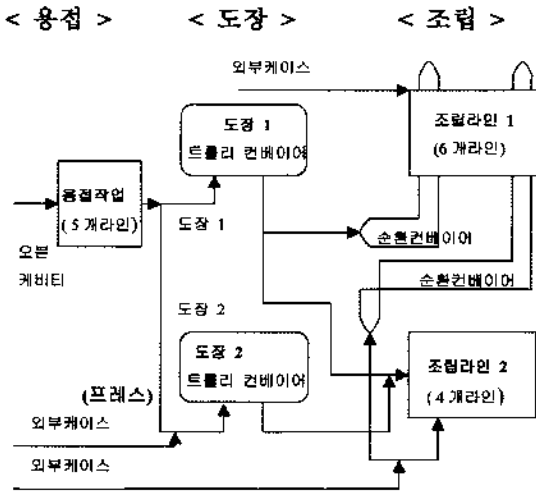 < 용접 >
< 도장 >
< 조립 >
외부케이스
도장 1
트롤리 컨베이어
조립라인 1
(6 개라인)
용접작업
( 5 개라인)
오븐
케비티
도장 1
순환컨베이어
순환컨베이어
도장 2
도장 2
트롤리 컨베이어
조립라인 2
( 4 개라인)
(프레스)
외부케이스
외부케이스